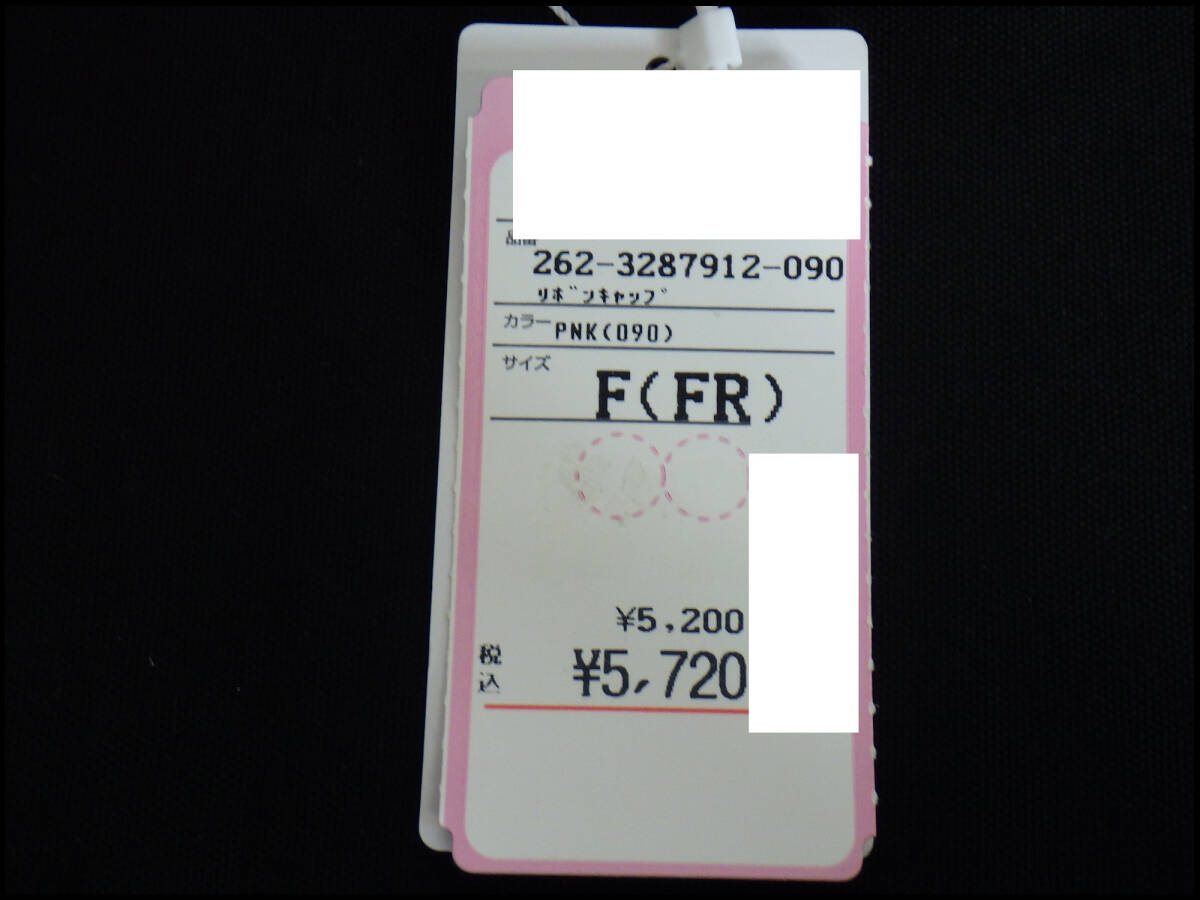 品番
262-3287912-090
ﾘﾎﾞﾝｷｬｯﾌﾟ
カラー PNK(090)
サイズ
F(FR)
¥5,200
税込 ¥5,720